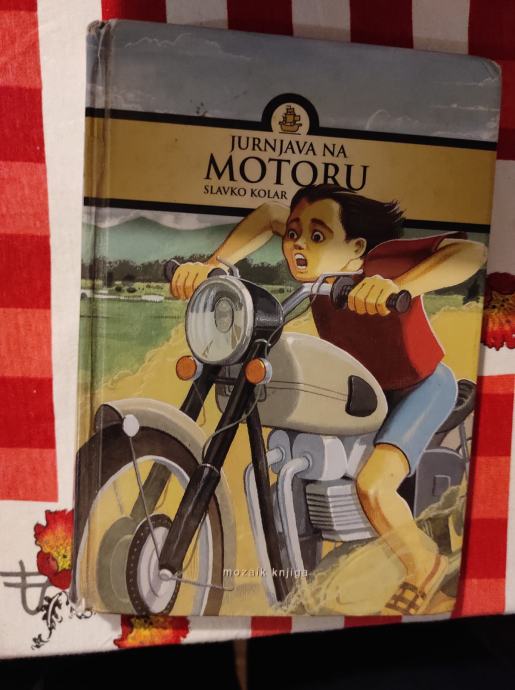 JURNJAVA NA
MOTORU
SLAVKO KOLAR
mozaik knjiga